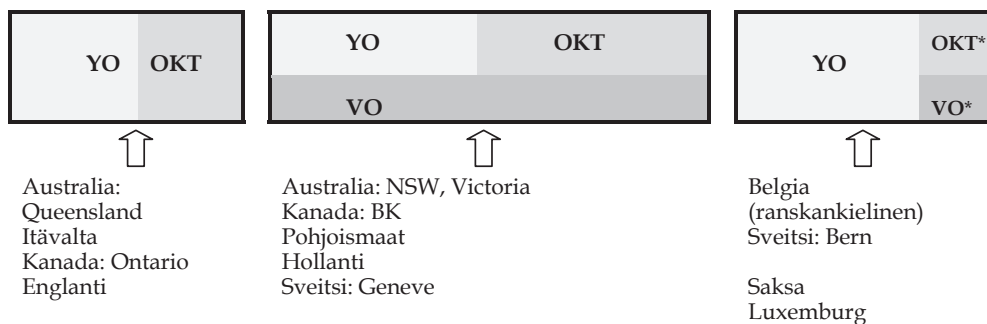 YO OKT
YO OKT
VO
YO OKT*
VO*
Australia:
Queensland
Itävalta
Kanada: Ontario
Englanti
Australia: NSW, Victoria
Kanada: BK
Pohjoismaat
Hollanti
Sveitsi: Geneve
Belgia
(ranskankielinen)
Sveitsi: Bern
Saksa
Luxemburg